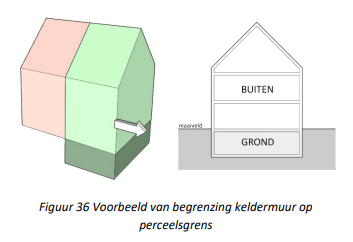 BUITEN
maaiveld
GROND
Figuur 36 Voorbeeld van begrenzing keldermuur op
perceelsgrens